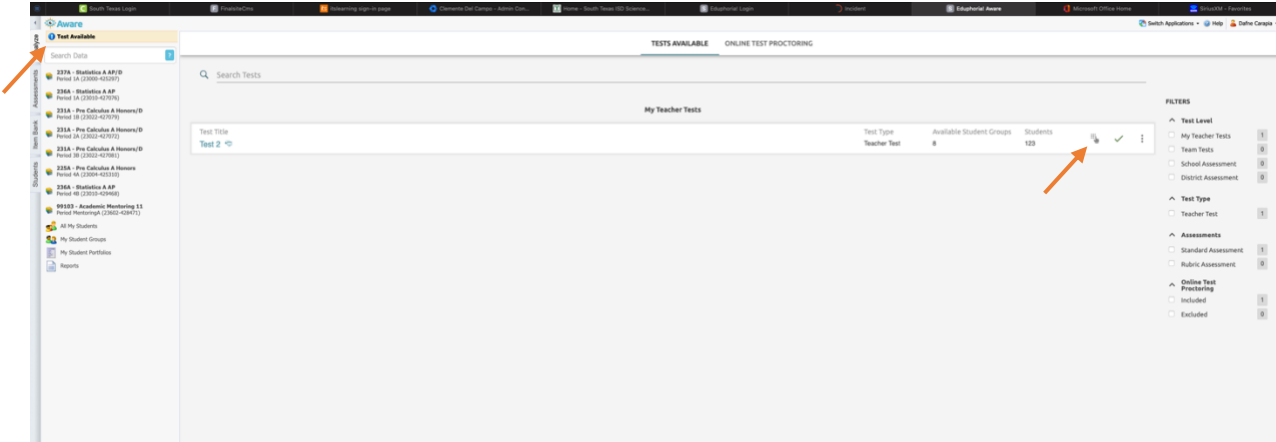 South Texas Login
FinalsiteCms
itslearning sign-in page
Clemente Del Campo - Admin Con...
Home - South Texas ISD Science...
Eduphoria! Login
Incident
Eduphoria! Aware
Microsoft Office Home
SiriusXM - Favorites
Aware
Switch Applications
Help
Dafne Carapia
Test Available
TESTS AVAILABLE
ONLINE TEST PROCTORING
Search Data
Assessments
Item Bank
Students
237A - Statistics A AP/D
Period 1A (23000-425297)
236A - Statistics A AP
Period 1A (23010-427076)
231A - Pre Calculus A Honors/D
Period 1B (23022-427079)
231A - Pre Calculus A Honors/D
Period 2A (23022-427072)
231A - Pre Calculus A Honors/D
Period 3B (23022-427081)
225A - Pre Calculus A Honors
Period 4A (23004-425310)
236A - Statistics A AP
Period 4B (23010-429468)
99103 - Academic Mentoring 11
Period MentoringA (23602-428471)
All My Students
My Student Groups
My Student Portfolios
Reports
Search Tests
My Teacher Tests
Test Title
Test Type
Available Student Groups
Students
Test 2
Teacher Test
8
123
FILTERS
Test Level
My Teacher Tests 1
Team Tests 0
School Assessment 0
District Assessment 0
Test Type
Teacher Test 1
Assessments
Standard Assessment 1
Rubric Assessment 0
Online Test
Proctoring
Included 1
Excluded 0